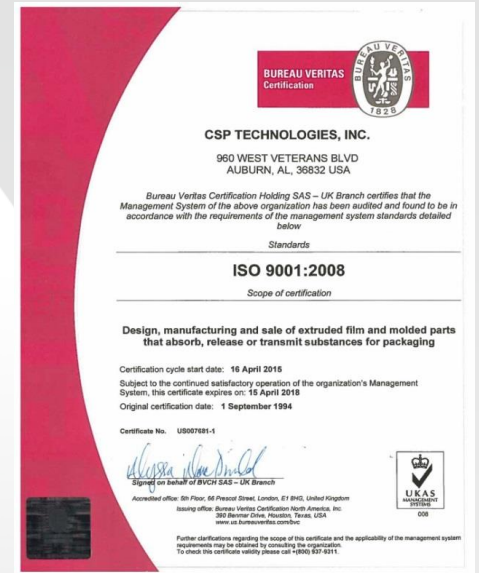 BUREAU VERITAS
Certification
BUREAU VERITAS
1828
CSP TECHNOLOGIES, INC.
960 WEST VETERANS BLVD
AUBURN, AL, 36832 USA
Bureau Veritas Certification Holding SAS – UK Branch certifies that the
Management System of the above organization has been audited and found to be in
accordance with the requirements of the management system standards detailed
below
Standards
ISO 9001:2008
Scope of certification
Design, manufacturing and sale of extruded film and molded parts
that absorb, release or transmit substances for packaging
Certification cycle start date: 16 April 2015
Subject to the continued satisfactory operation of the organization's Management
System, this certificate expires on: 15 April 2018
Original certification date: 1 September 1994
Certificate No. US007681-1
Signed on behalf of BVCH SAS – UK Branch
Accredited office: 5th Floor, 66 Prescot Street, London, E1 8HG, United Kingdom
Issuing office: Bureau Veritas Certification North America, Inc.
390 Benmar Drive, Houston, Texas, USA
www.us.bureauveritas.com/bvc
UKAS
MANAGEMENT
SYSTEMS
008
Further clarifications regarding the scope of this certificate and the applicability of the management system
requirements may be obtained by consulting the organization.
To check this certificate validity please call +(800) 937-9311.